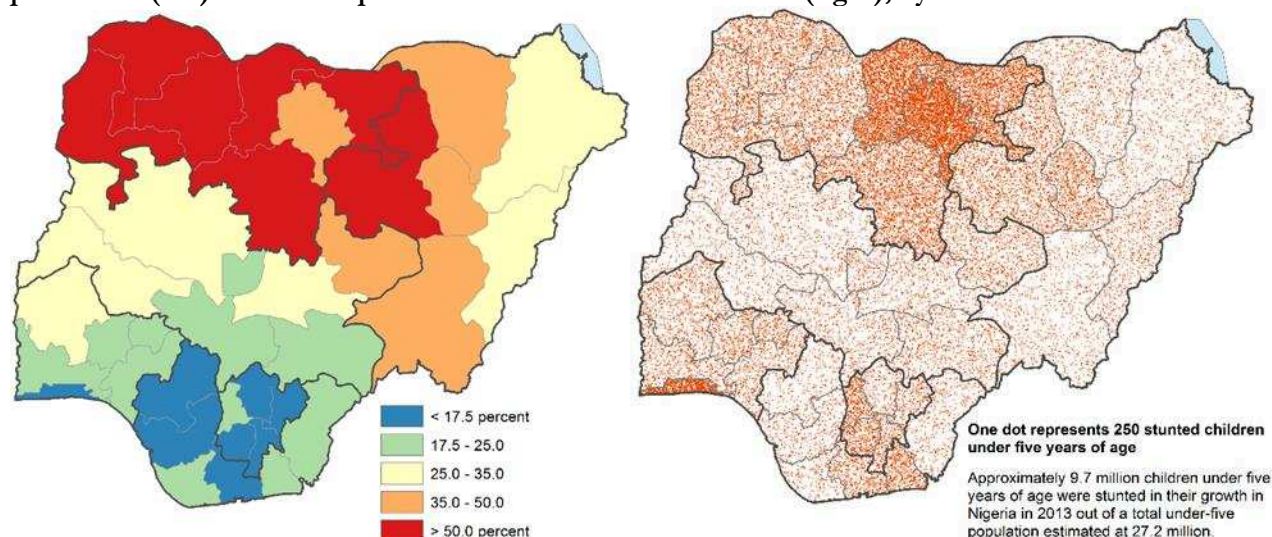 < 17.5 percent
17.5 - 25.0
25.0 - 35.0
35.0 - 50.0
> 50.0 percent
One dot represents 250 stunted children
under five years of age
Approximately 9.7 million children under five
years of age were stunted in their growth in
Nigeria in 2013 out of a total under-five
population estimated at 27.2 million.